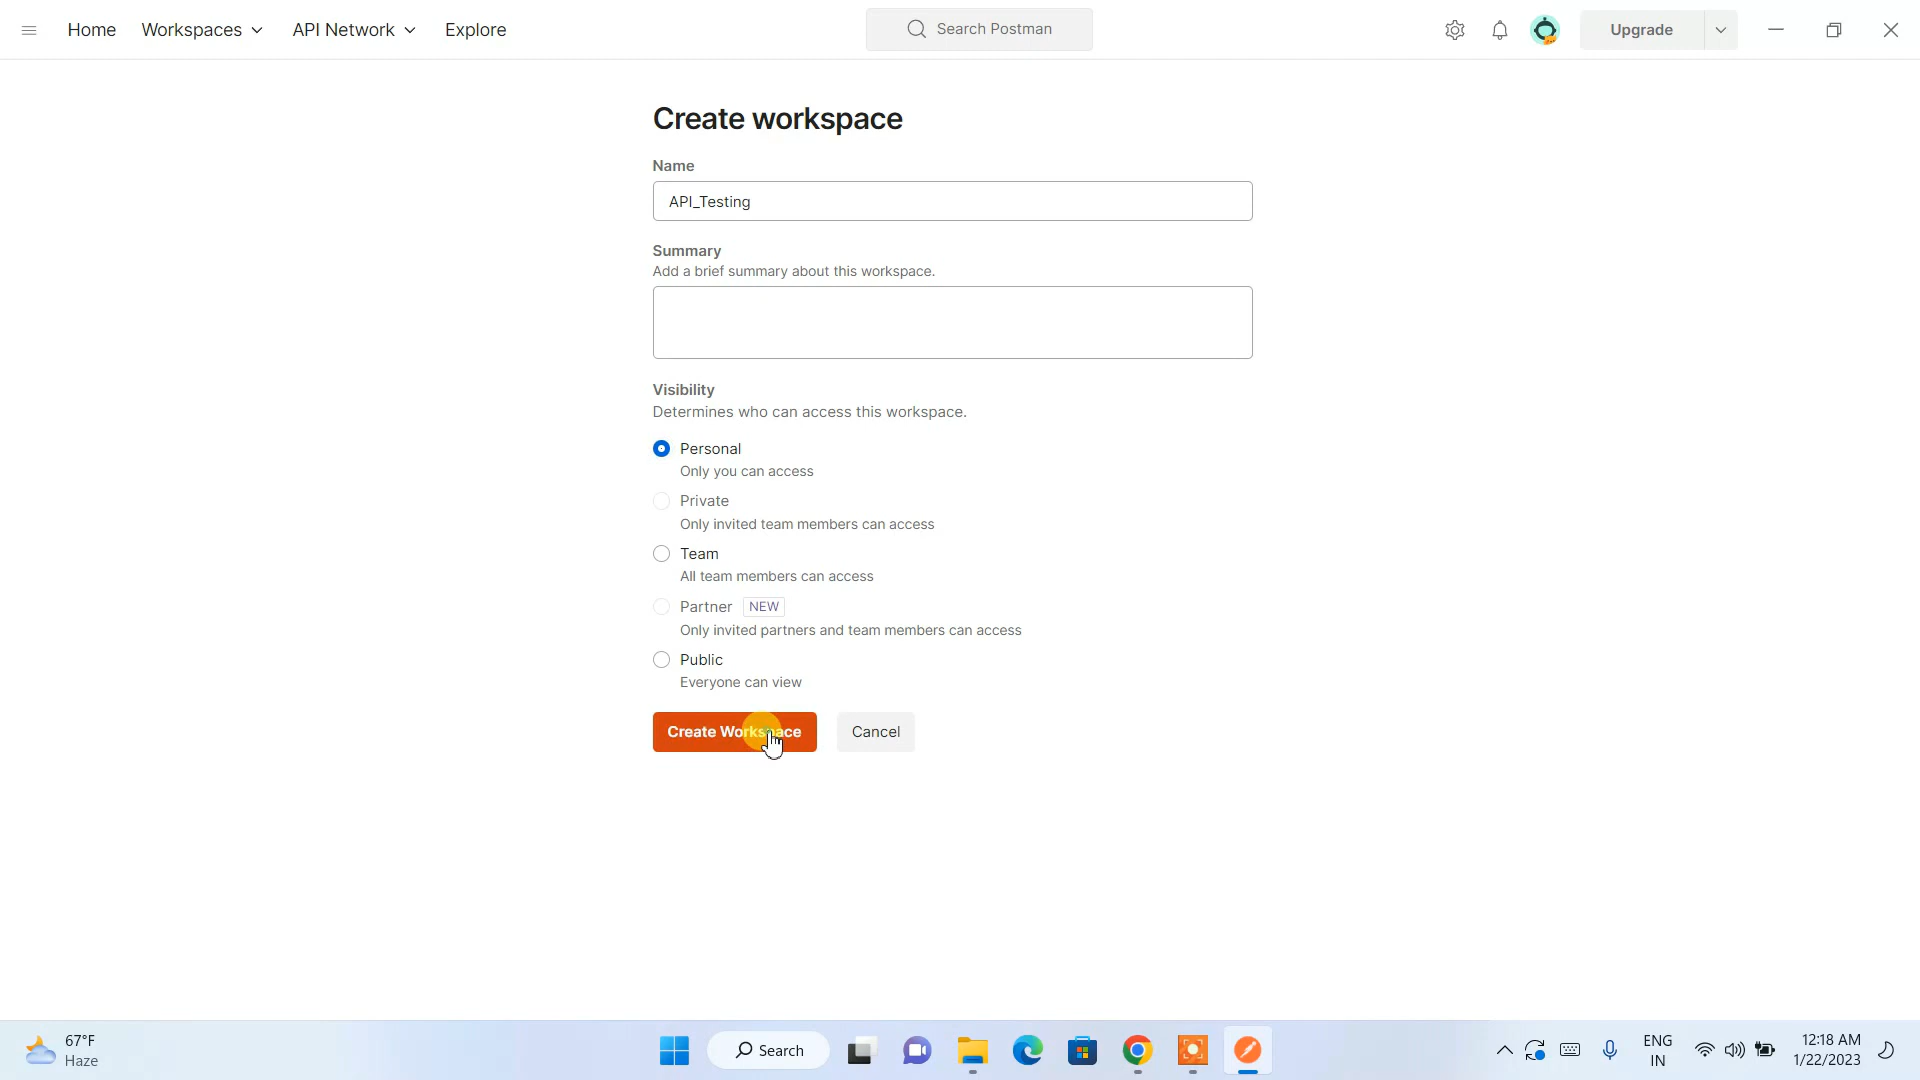 Home Workspaces API Network Explore Search Postman Upgrade
Create workspace
Name
API_Testing
Summary
Add a brief summary about this workspace.
Visibility
Determines who can access this workspace.
Personal
Only you can access
Private
Only invited team members can access
Team
All team members can access
Partner NEW
Only invited partners and team members can access
Public
Everyone can view
Create Workspace Cancel
67°F
Haze
Search
ENG
IN
12:18 AM
1/22/2023